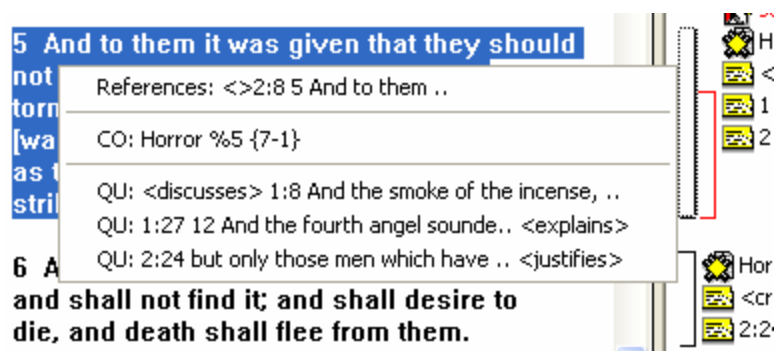 5 And to them it was given that they should
not
torn
[wa
as t
stril
References: <>2:8 5 And to them ..
CO: Horror %5 {7-1}
QU: <discusses> 1:8 And the smoke of the incense, ..
QU: 1:27 12 And the fourth angel sounde.. <explains>
QU: 2:24 but only those men which have .. <justifies>
6 A
and shall not find it; and shall desire to
die, and death shall flee from them.
H
<
1
2
Hor
<cr
2:2